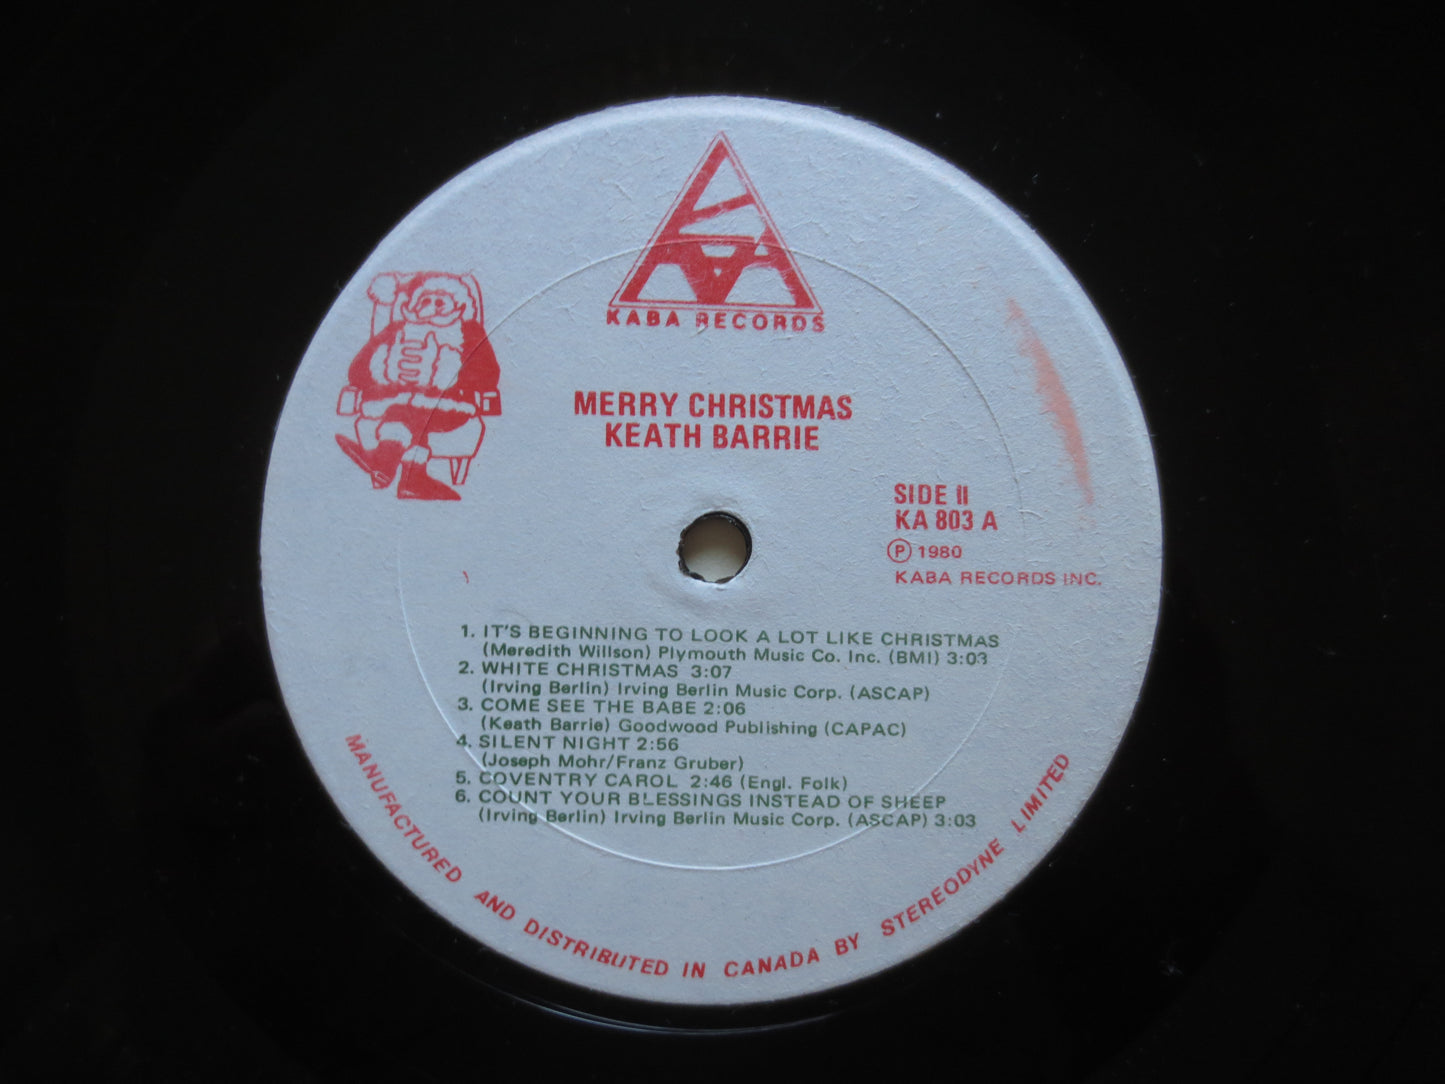 KABA RECORDS
MERRY CHRISTMAS
KEATH BARRIE
SIDE II
KA 803 A
Ⓟ 1980
KABA RECORDS INC.
1. IT'S BEGINNING TO LOOK A LOT LIKE CHRISTMAS
(Meredith Willson) Plymouth Music Co. Inc. (BMI) 3:03
2. WHITE CHRISTMAS 3:07
(Irving Berlin) Irving Berlin Music Corp. (ASCAP)
3. COME SEE THE BABE 2:06
(Keath Barrie) Goodwood Publishing (CAPAC)
4. SILENT NIGHT 2:56
(Joseph Mohr/Franz Gruber)
5. COVENTRY CAROL 2:46 (Engl. Folk)
6. COUNT YOUR BLESSINGS INSTEAD OF SHEEP
(Irving Berlin) Irving Berlin Music Corp. (ASCAP) 3:03
MANUFACTURED AND DISTRIBUTED IN CANADA BY STEREODYNE LIMITED